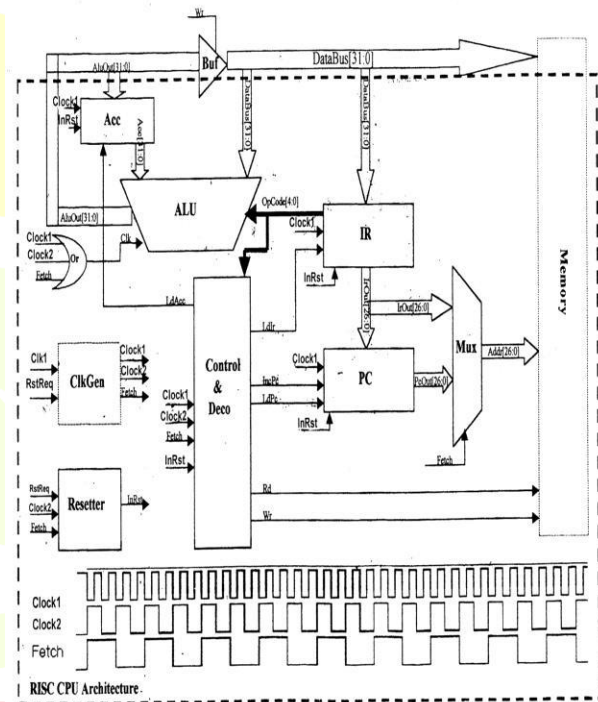 Wr
AluOut[31:0]
Buf
DataBus[31:0]
Clock1
InRst
Acc
Acc[31:0]
DataBus[31:0]
DataBus[31:0]
ALU
OpCode[4:0]
AluOut[31:0]
Clock1
Clock2
Fetch
Or
Clk
Clock1
IR
InRst
LdAcc
LdIr
IrOut[26:0]
IrOut[26:0]
Mux
Addr[26:0]
Memory
Clk1
RstReq
ClkGen
Clock1
Clock2
Fetch
Control
&
Deco
Clock1
Clock2
Fetch
InRst
IncPc
LdPc
Clock1
PC
PcOut[26:0]
InRst
Fetch
RstReq
Clock2
Fetch
Resetter
InRst
Rd
Wr
Clock1
Clock2
Fetch
RISC CPU Architecture